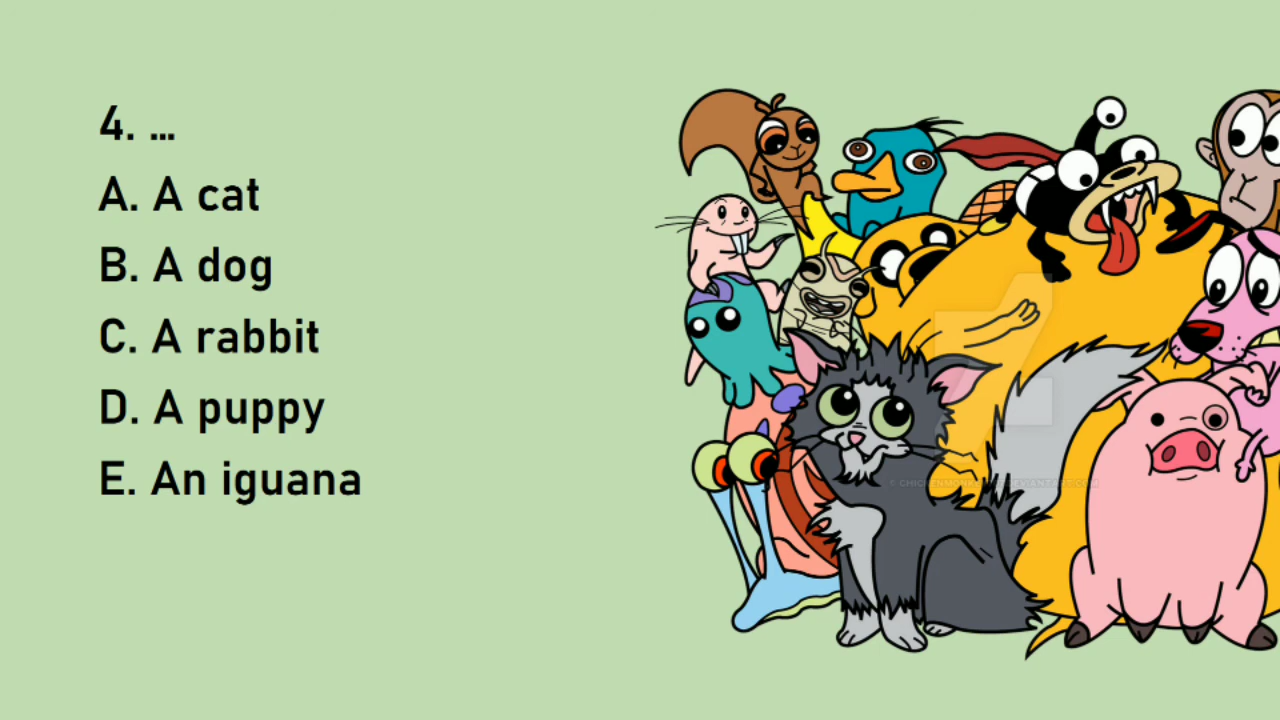 4. ...
A. A cat
B. A dog
C. A rabbit
D. A puppy
E. An iguana